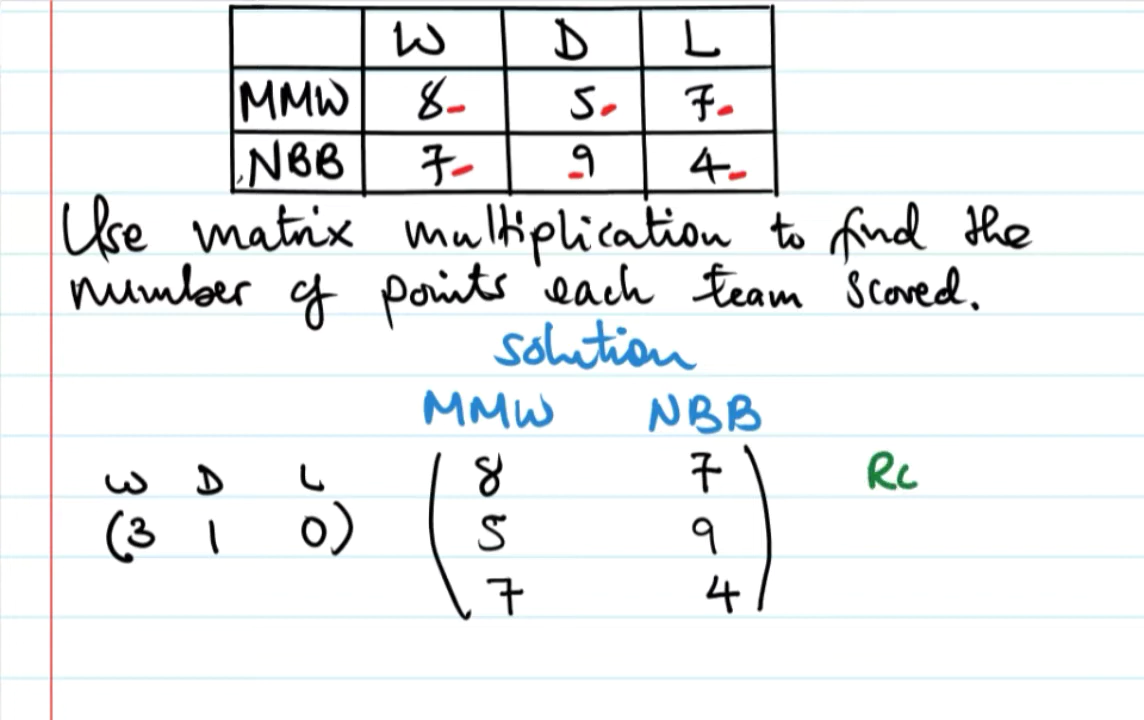 W D L
MMW 8 5 7
NBB 7 9 4
Use matrix multiplication to find the
number of points each team scored.
Solution
MMW NBB
W D L
(3 1 0) ( 8 7 ) RC
5 9
7 4